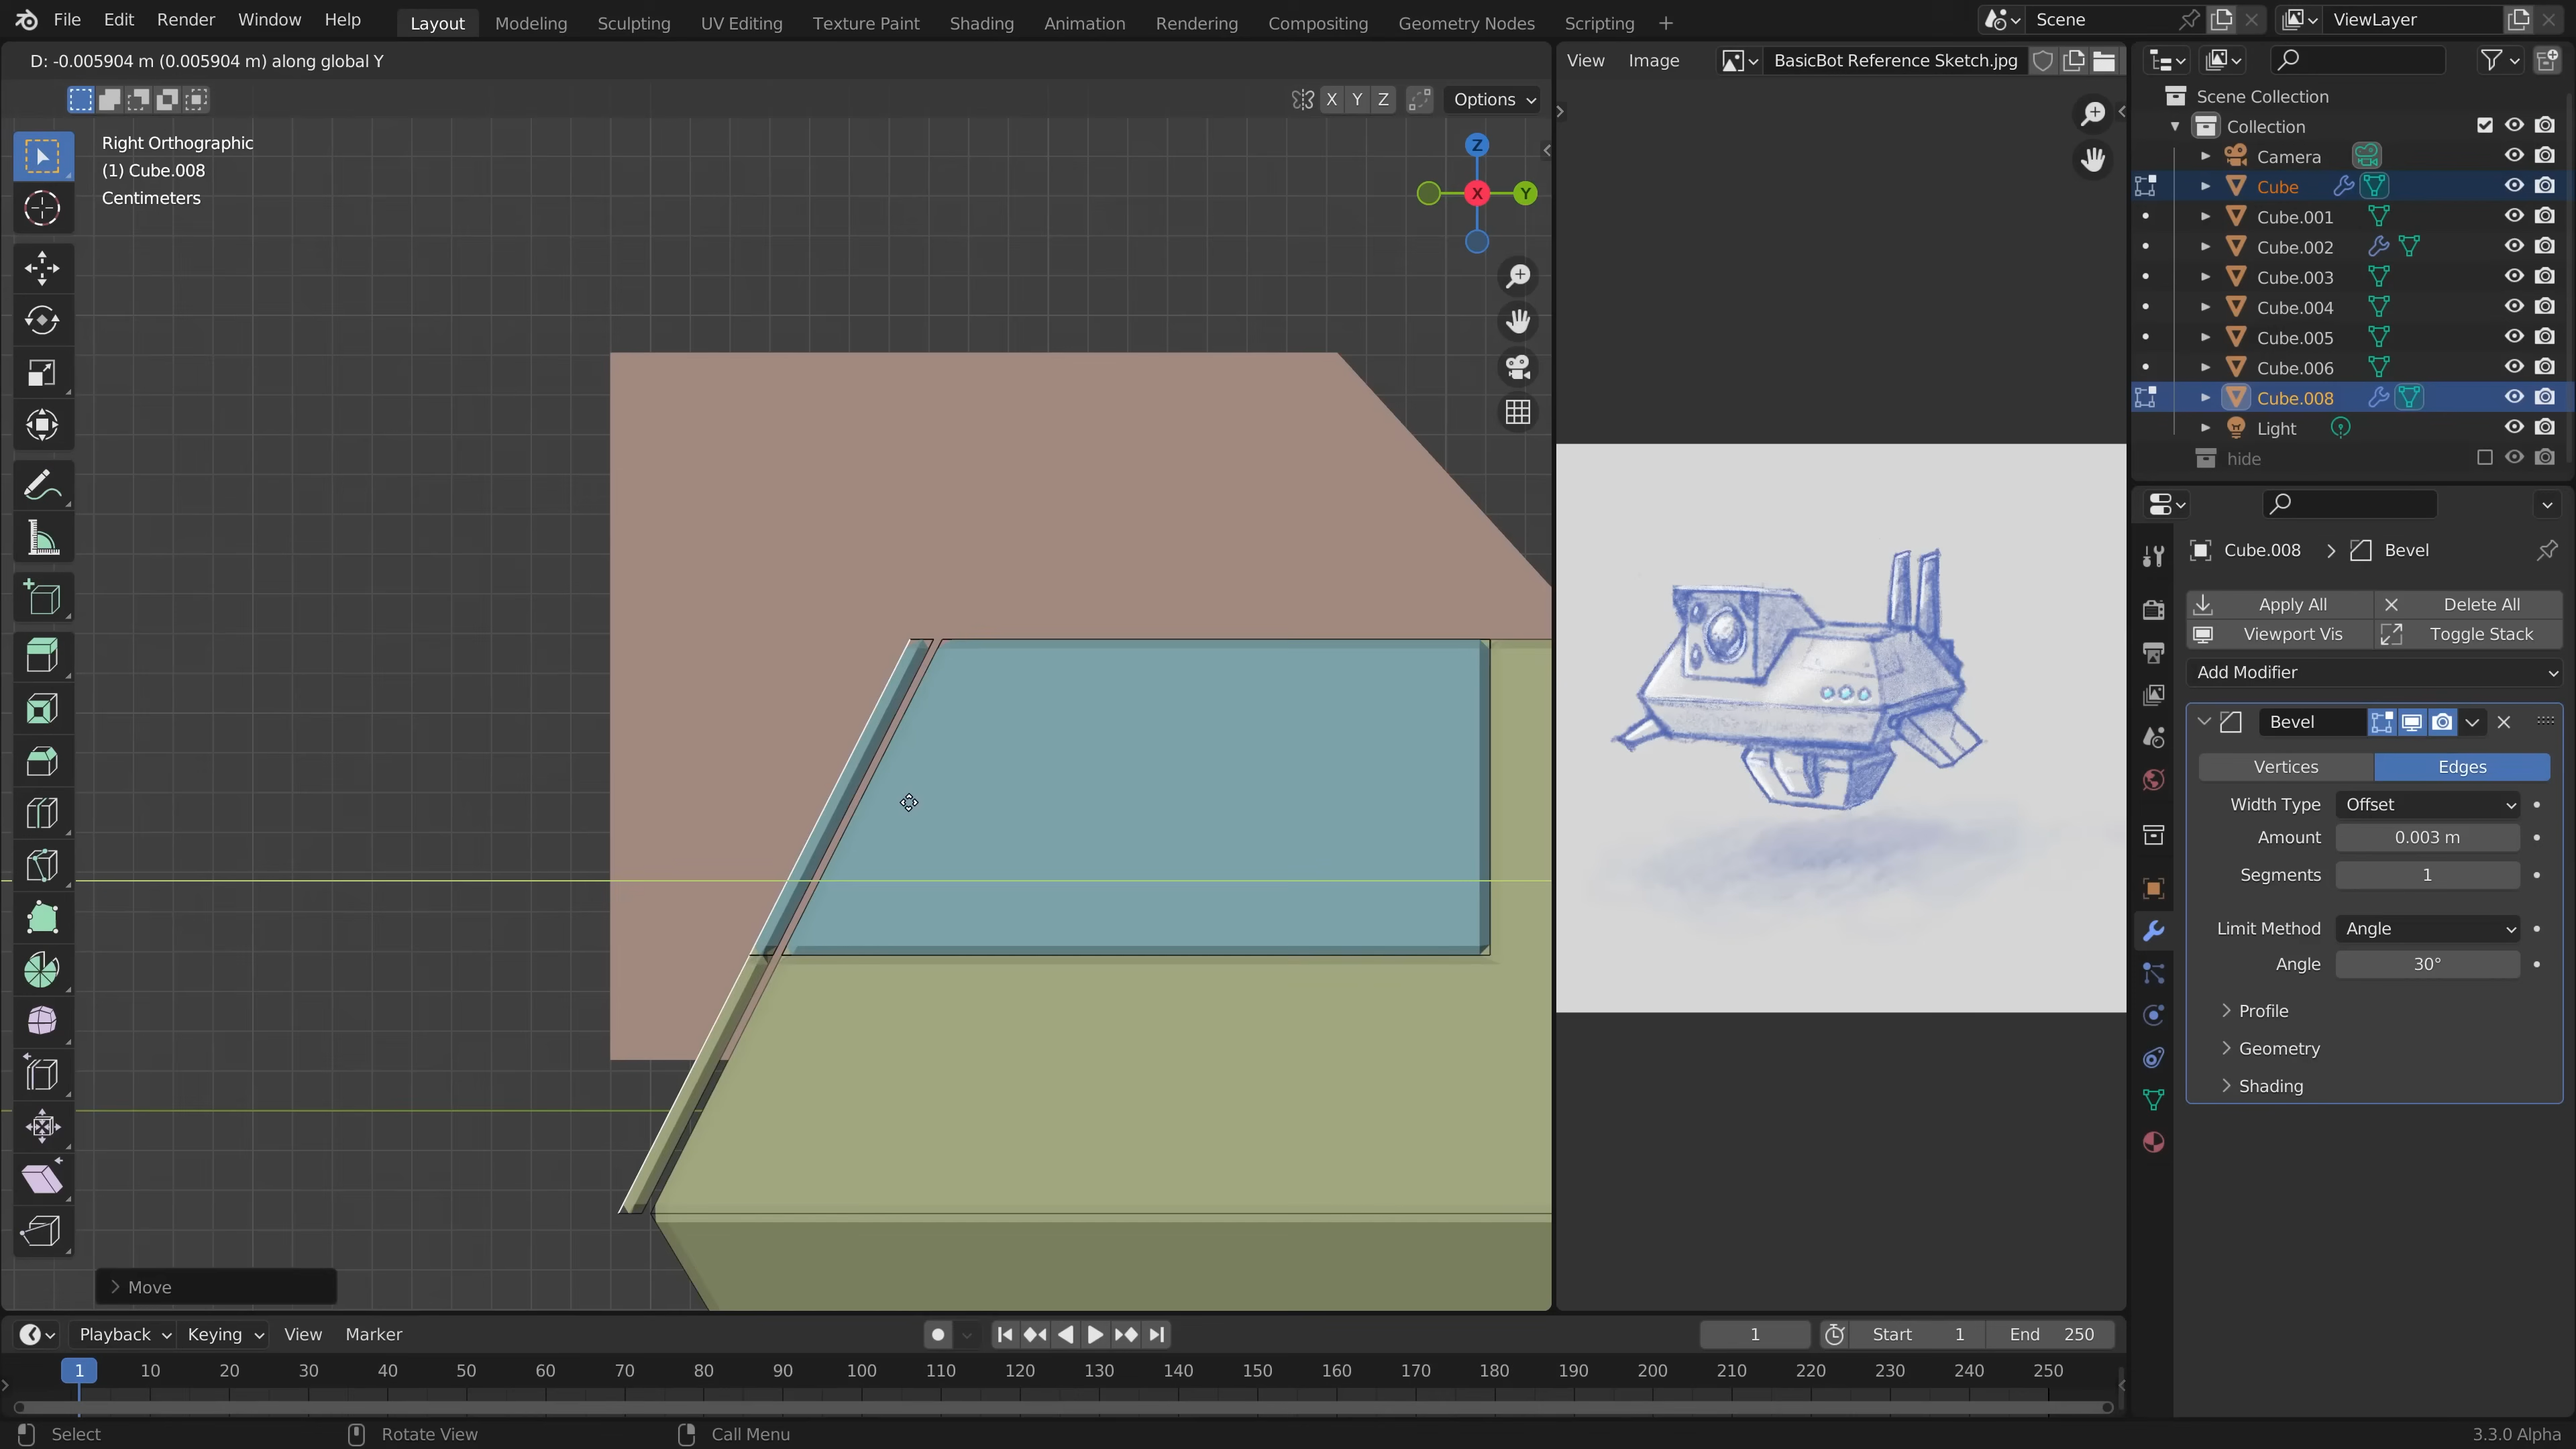 File Edit Render Window Help Layout Modeling Sculpting UV Editing Texture Paint Shading Animation Rendering Compositing Geometry Nodes Scripting + Scene ViewLayer
D: -0.005904 m (0.005904 m) along global Y
View Image BasicBot Reference Sketch.jpg
X Y Z Options
Right Orthographic
(1) Cube.008
Centimeters
Z
X
Y
Scene Collection
Collection
Camera
Cube
Cube.001
Cube.002
Cube.003
Cube.004
Cube.005
Cube.006
Cube.008
Light
hide
Cube.008 > Bevel
Apply All Delete All
Viewport Vis Toggle Stack
Add Modifier
Bevel
Vertices Edges
Width Type Offset
Amount 0.003 m
Segments 1
Limit Method Angle
Angle 30°
Profile
Geometry
Shading
Move
Playback Keying View Marker 1 Start 1 End 250
1 10 20 30 40 50 60 70 80 90 100 110 120 130 140 150 160 170 180 190 200 210 220 230 240 250
Select Rotate View Call Menu 3.3.0 Alpha